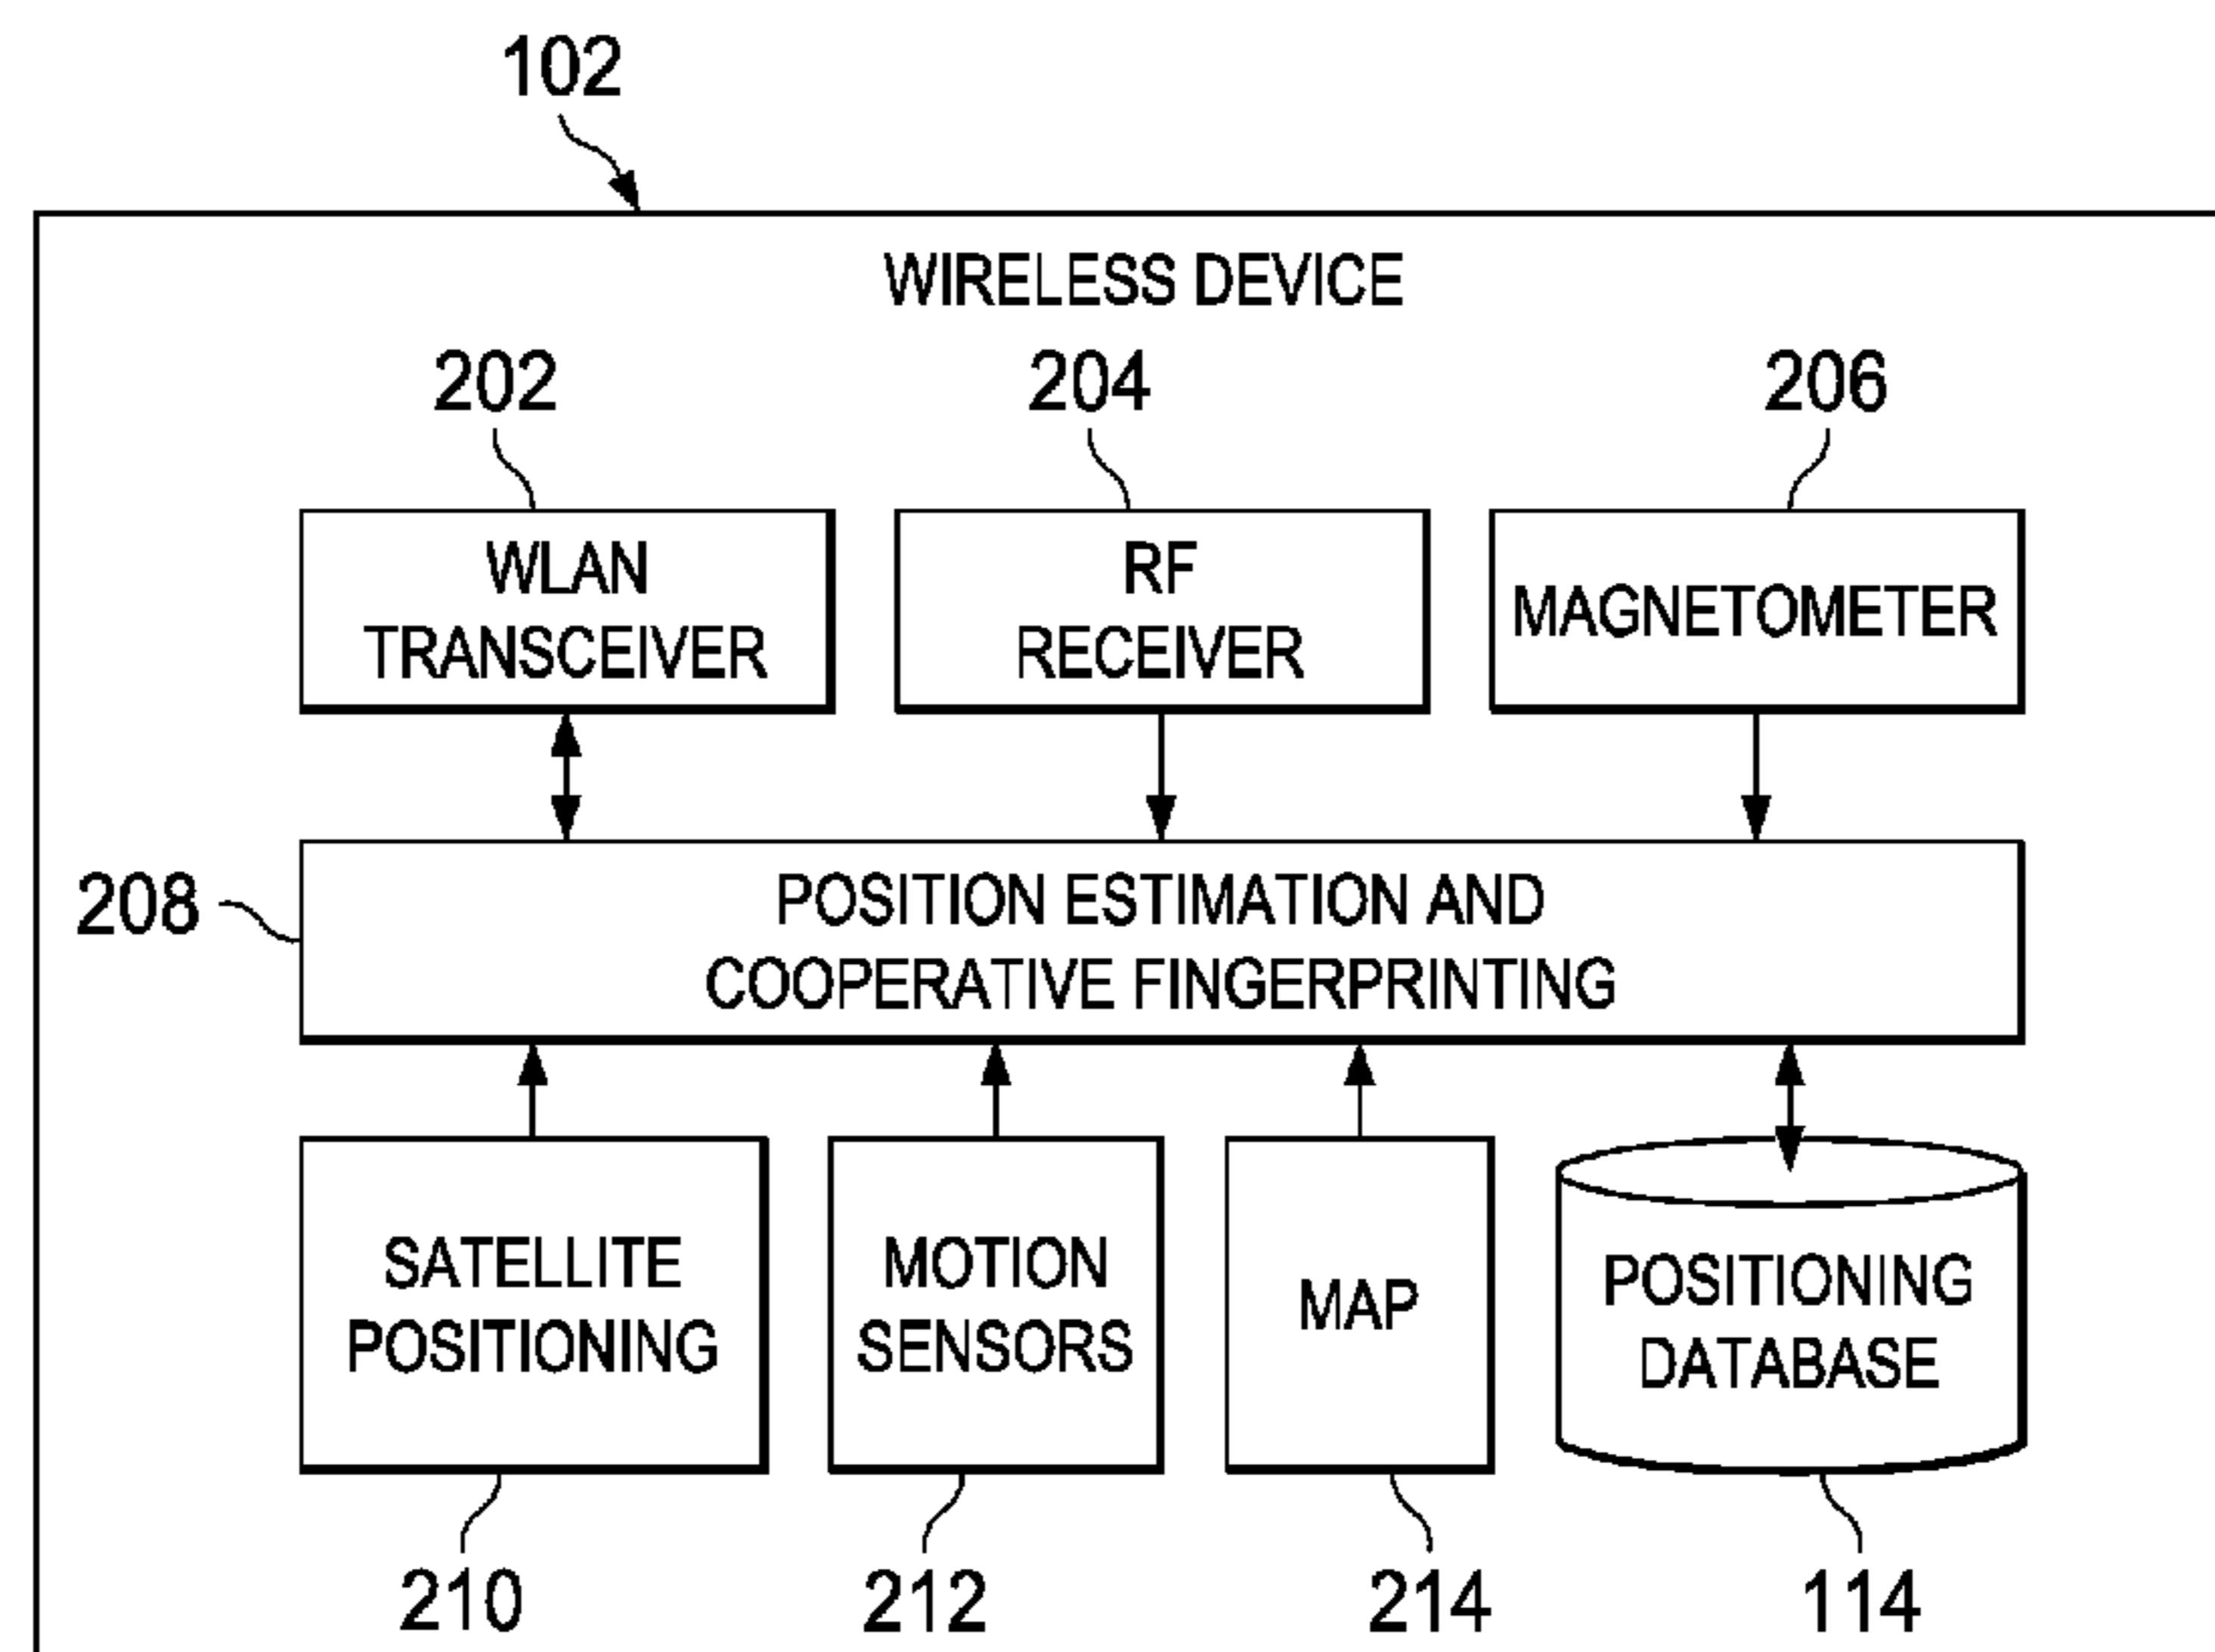 102
WIRELESS DEVICE
202
204
206
WLAN
TRANSCEIVER
RF
RECEIVER
MAGNETOMETER
208
POSITION ESTIMATION AND
COOPERATIVE FINGERPRINTING
SATELLITE
POSITIONING
MOTION
SENSORS
MAP
POSITIONING
DATABASE
210
212
214
114